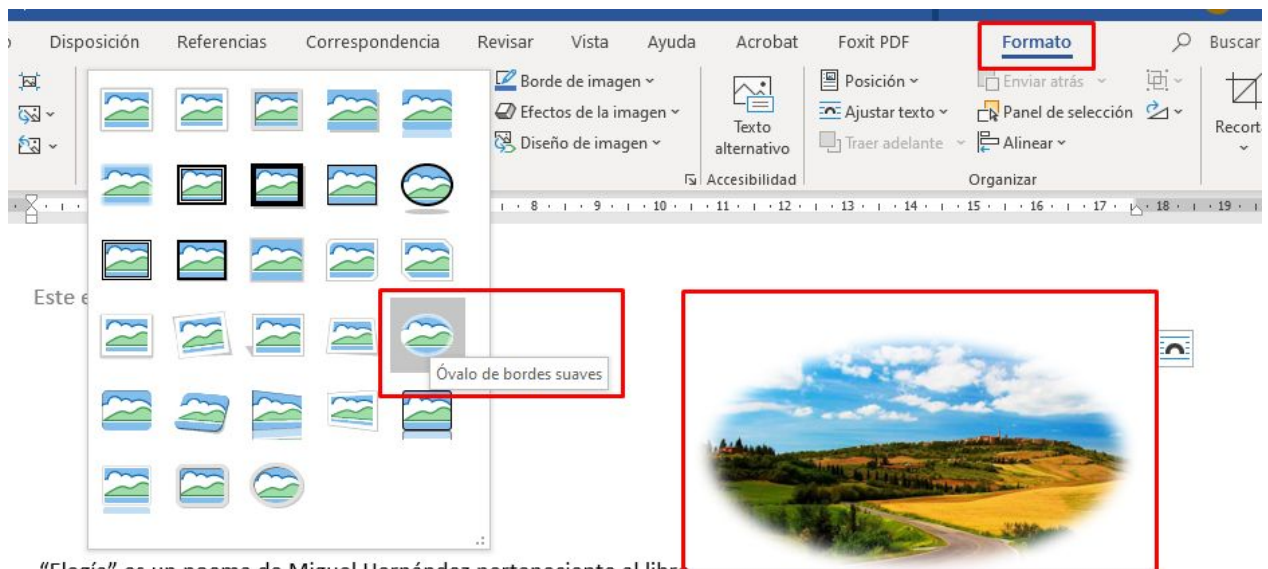 Disposición Referencias Correspondencia Revisar Vista Ayuda Acrobat Foxit PDF Formato Buscar
Borde de imagen
Efectos de la imagen
Diseño de imagen
Texto
alternativo
Accesibilidad
Posición
Ajustar texto
Traer adelante
Enviar atrás
Panel de selección
Alinear
Organizar
Recort
8 9 10 11 12 13 14 15 16 17 18 19
Este e
Óvalo de bordes suaves
“Elegía” es un poema de Miguel Hernández perteneciente al libr